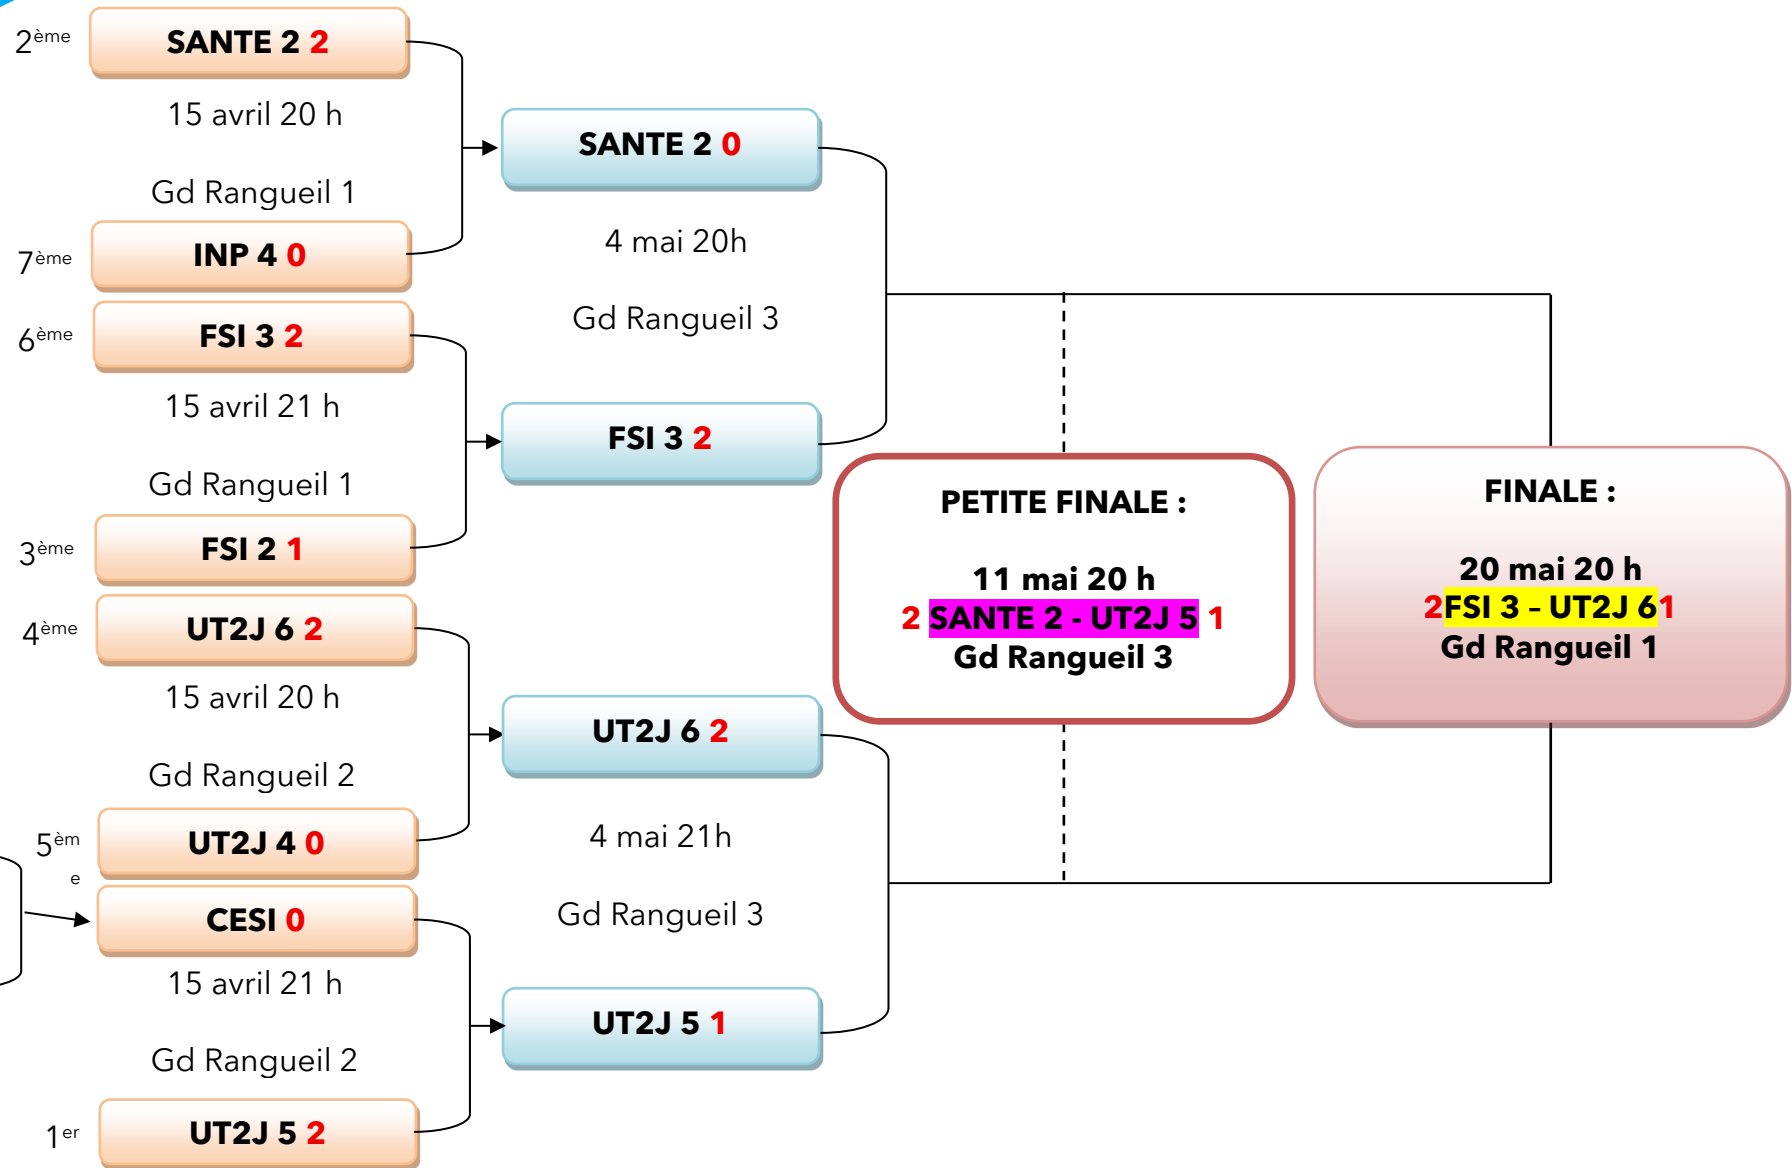 2ème
SANTE 2 2
15 avril 20 h
Gd Rangueil 1
7ème
INP 4 0
6ème
FSI 3 2
15 avril 21 h
Gd Rangueil 1
3ème
FSI 2 1
4ème
UT2J 6 2
15 avril 20 h
Gd Rangueil 2
5èm
e
UT2J 4 0
CESI 0
15 avril 21 h
Gd Rangueil 2
1er
UT2J 5 2
SANTE 2 0
4 mai 20h
Gd Rangueil 3
FSI 3 2
UT2J 6 2
4 mai 21h
Gd Rangueil 3
UT2J 5 1
PETITE FINALE :
11 mai 20 h
2 SANTE 2 - UT2J 5 1
Gd Rangueil 3
FINALE :
20 mai 20 h
2FSI 3 – UT2J 61
Gd Rangueil 1